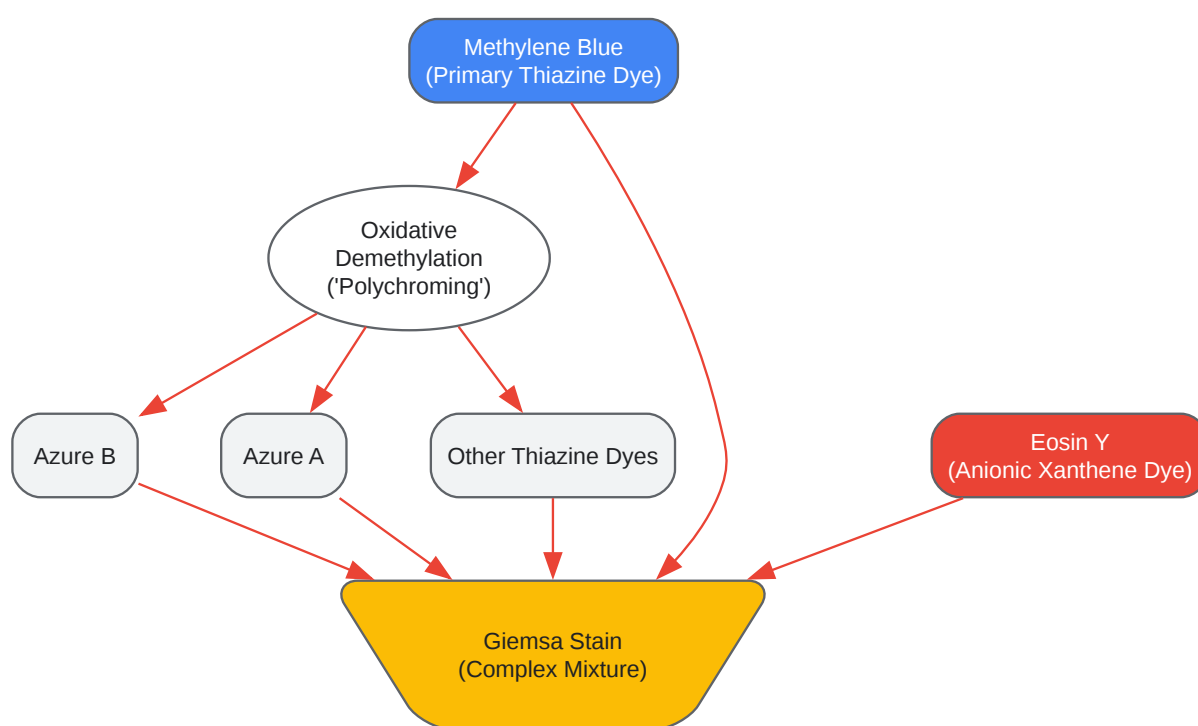 Methylene Blue
(Primary Thiazine Dye)
Oxidative
Demethylation
('Polychroming')
Azure B
Azure A
Other Thiazine Dyes
Eosin Y
(Anionic Xanthene Dye)
Giemsa Stain
(Complex Mixture)